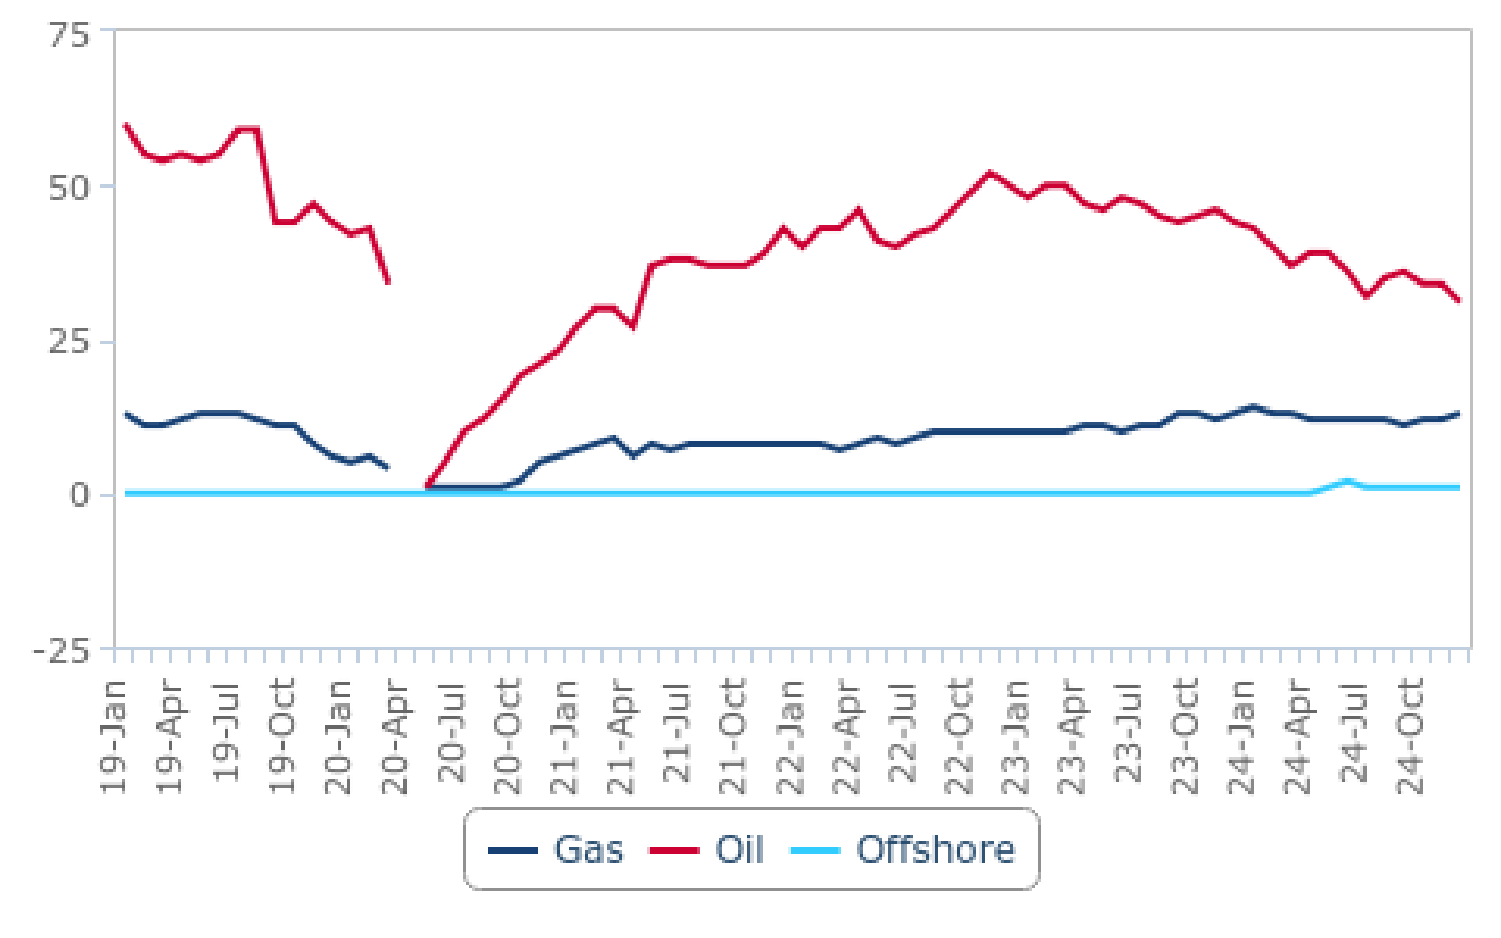 75
50
25
0
-25
19-Jan
19-Apr
19-Jul
19-Oct
20-Jan
20-Apr
20-Jul
20-Oct
21-Jan
21-Apr
21-Jul
21-Oct
22-Jan
22-Apr
22-Jul
22-Oct
23-Jan
23-Apr
23-Jul
23-Oct
24-Jan
24-Apr
24-Jul
24-Oct
Gas Oil Offshore